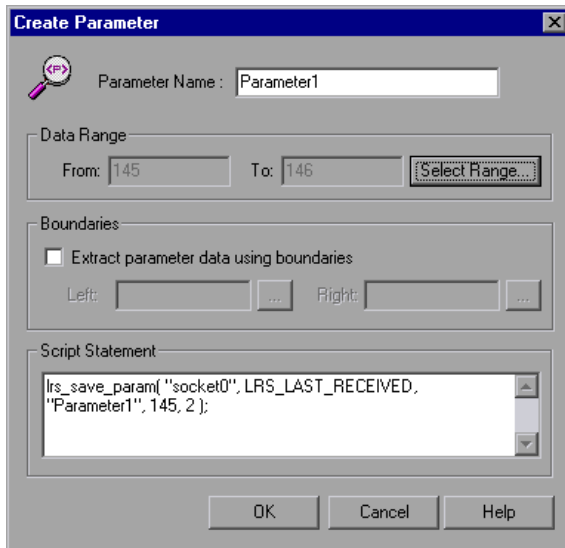 Create Parameter
<P>
Parameter Name : Parameter1
Data Range
From: 145 To: 146 Select Range...
Boundaries
Extract parameter data using boundaries
Left: ... Right: ...
Script Statement
lrs_save_param( "socket0", LRS_LAST_RECEIVED,
"Parameter1", 145, 2 );
OK Cancel Help